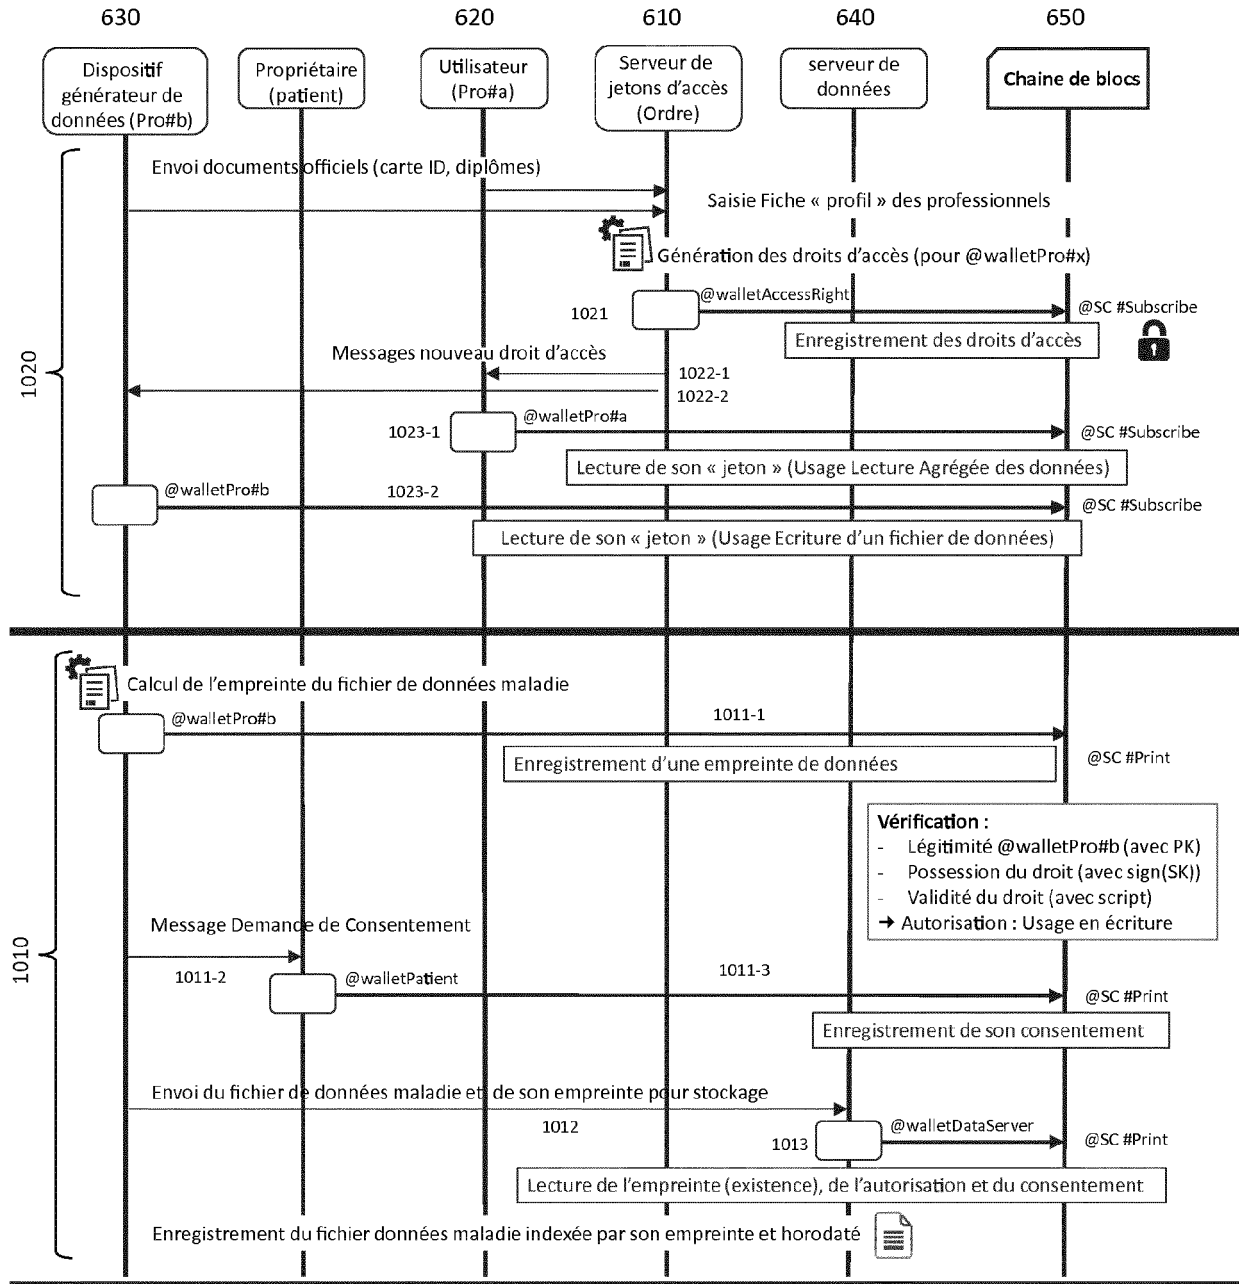 630 620 610 640 650
Dispositif
générateur de
données (Pro#b)
Propriétaire
(patient)
Utilisateur
(Pro#a)
Serveur de
jetons d'accès
(Ordre)
serveur de
données
Chaine de blocs
Envoi documents officiels (carte ID, diplômes)
Saisie Fiche « profil » des professionnels
Génération des droits d'accès (pour @walletPro#x)
1021
@walletAccessRight
@SC #Subscribe
Enregistrement des droits d'accès
Messages nouveau droit d'accès
1022-1
1022-2
1020
1023-1
@walletPro#a
@SC #Subscribe
Lecture de son « jeton » (Usage Lecture Agrégée des données)
@walletPro#b
1023-2
@SC #Subscribe
Lecture de son « jeton » (Usage Ecriture d'un fichier de données)
Calcul de l'empreinte du fichier de données maladie
@walletPro#b
1011-1
Enregistrement d'une empreinte de données
@SC #Print
Vérification :
- Légitimité @walletPro#b (avec PK)
- Possession du droit (avec sign(SK))
- Validité du droit (avec script)
➔ Autorisation : Usage en écriture
Message Demande de Consentement
1010
1011-2
@walletPatient
1011-3
@SC #Print
Enregistrement de son consentement
Envoi du fichier de données maladie et de son empreinte pour stockage
1012
1013
@walletDataServer
@SC #Print
Lecture de l'empreinte (existence), de l'autorisation et du consentement
Enregistrement du fichier données maladie indexée par son empreinte et horodaté